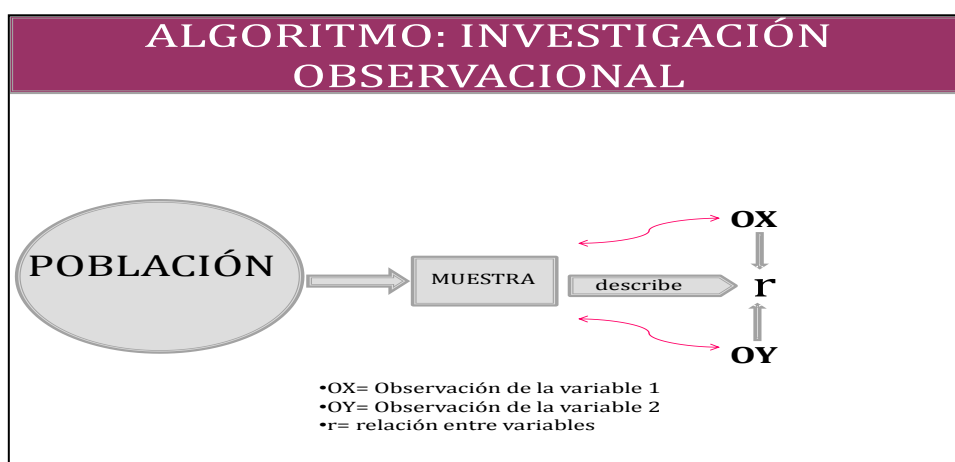 ALGORITMO: INVESTIGACIÓN
OBSERVACIONAL
OX
POBLACIÓN
MUESTRA
describe
r
OY
•OX= Observación de la variable 1
•OY= Observación de la variable 2
•r= relación entre variables